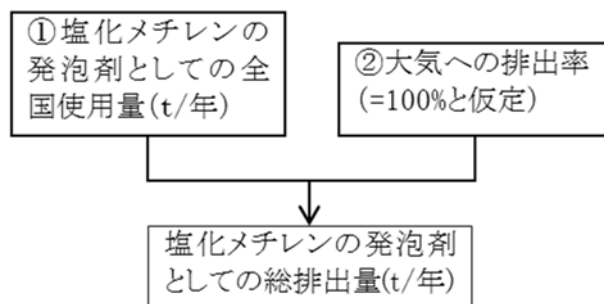 ①塩化メチレンの
発泡剤としての全
国使用量(t/年)
②大気への排出率
(=100%と仮定)
塩化メチレンの発泡剤
としての総排出量(t/年)